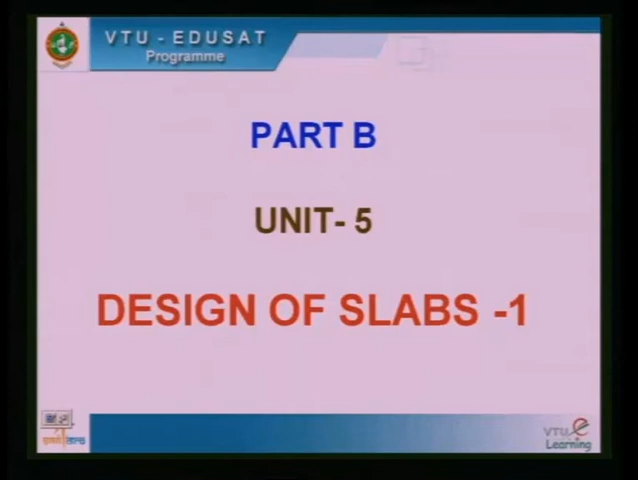 VTU - EDUSAT
Programme
PART B
UNIT- 5
DESIGN OF SLABS -1
VTU e
Learning